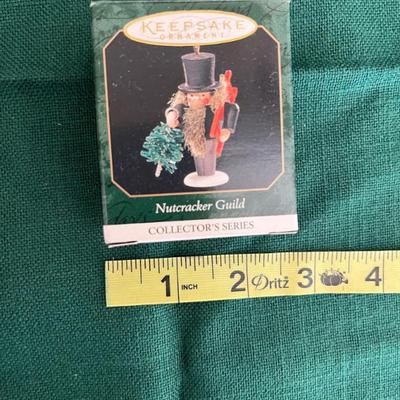 KEEPSAKE
ORNAMENT
Nutcracker Guild
COLLECTOR'S SERIES
1 INCH 2 Dritz® 3 4